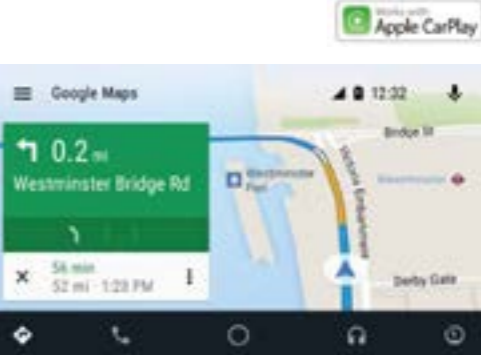 Works with
Apple CarPlay
Google Maps
12:32
0.2 mi
Westminster Bridge Rd
56 min
52 mi 1:28 PM
Bridge St
Westminster
Pier
Victoria Embankment
Westminster
Derby Gate